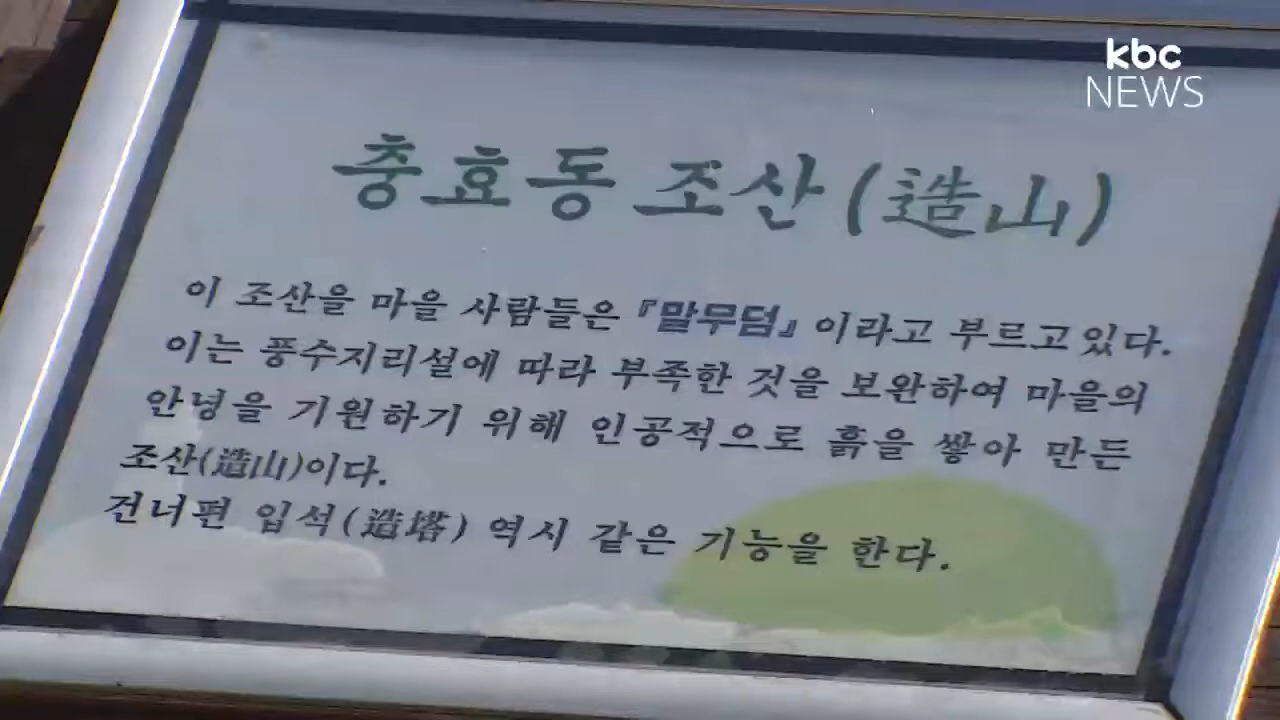 kbc
NEWS
충효동 조산(造山)
이 조산을 마을 사람들은 『말무덤』이라고 부르고있다.
이는 풍수지리설에 따라 부족한 것을 보완하여 마을의
안녕을 기원하기 위해 인공적으로 흙을 쌓아 만든
조산(造山)이다.
건너편 입석(造塔) 역시 같은 기능을 한다.